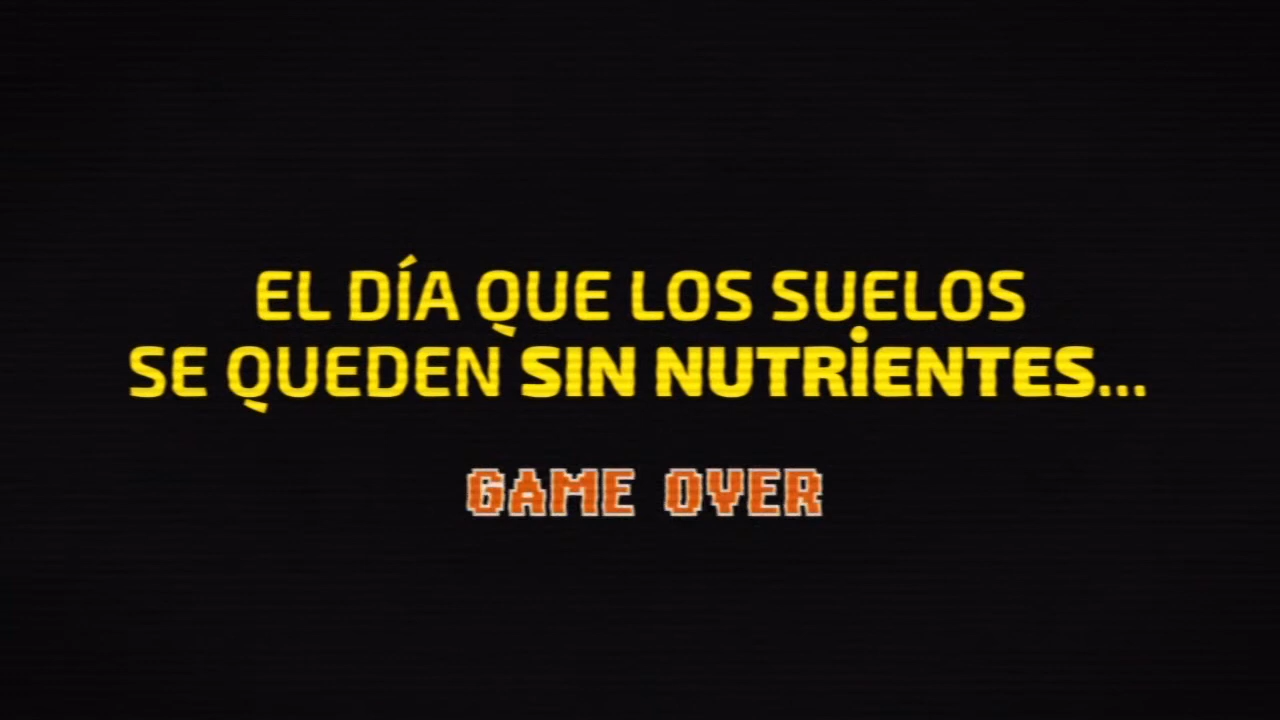 EL DÍA QUE LOS SUELOS
SE QUEDEN SIN NUTRiENTES...
GAME OVER